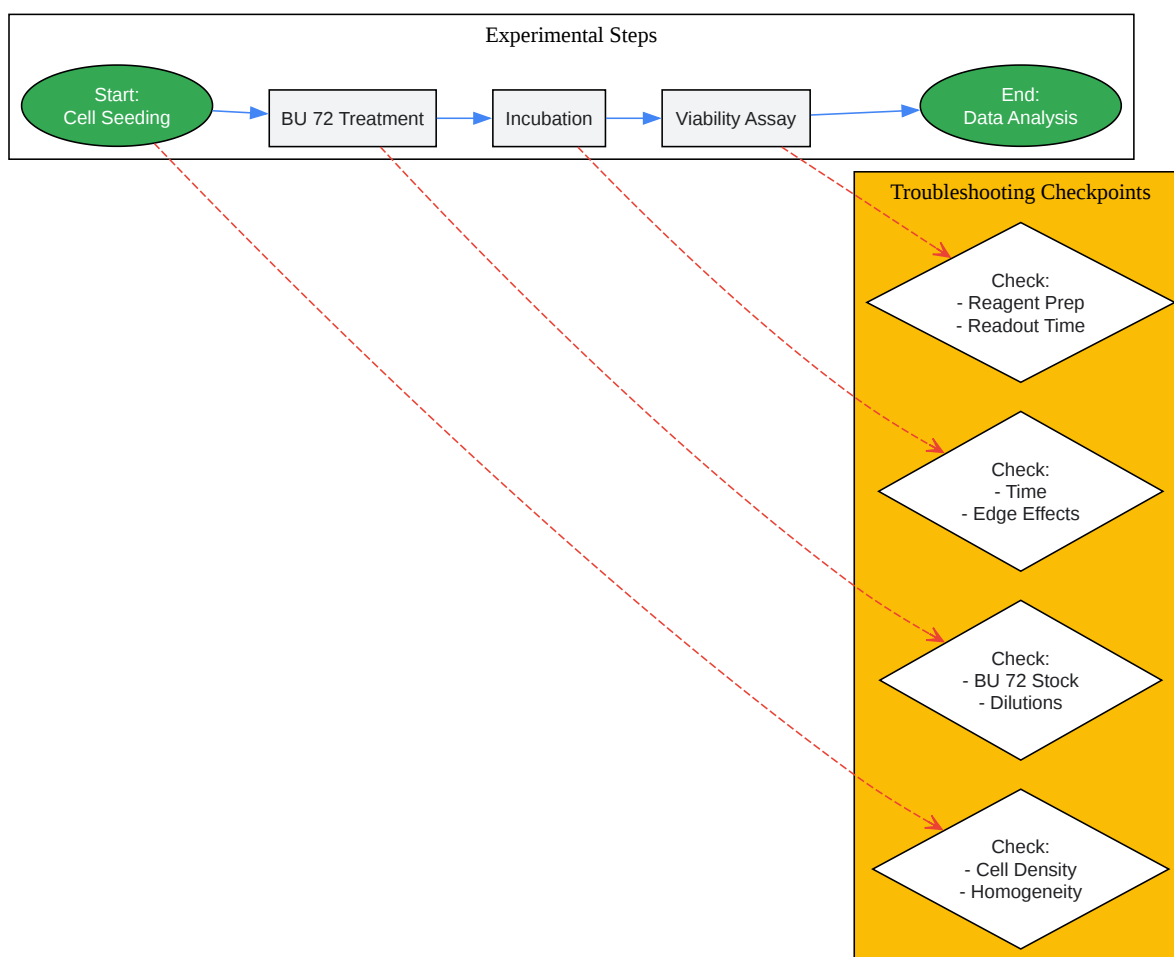 Experimental Steps
Start:
Cell Seeding
BU 72 Treatment
Incubation
Viability Assay
End:
Data Analysis
Troubleshooting Checkpoints
Check:
- Reagent Prep
- Readout Time
Check:
- Time
- Edge Effects
Check:
- BU 72 Stock
- Dilutions
Check:
- Cell Density
- Homogeneity